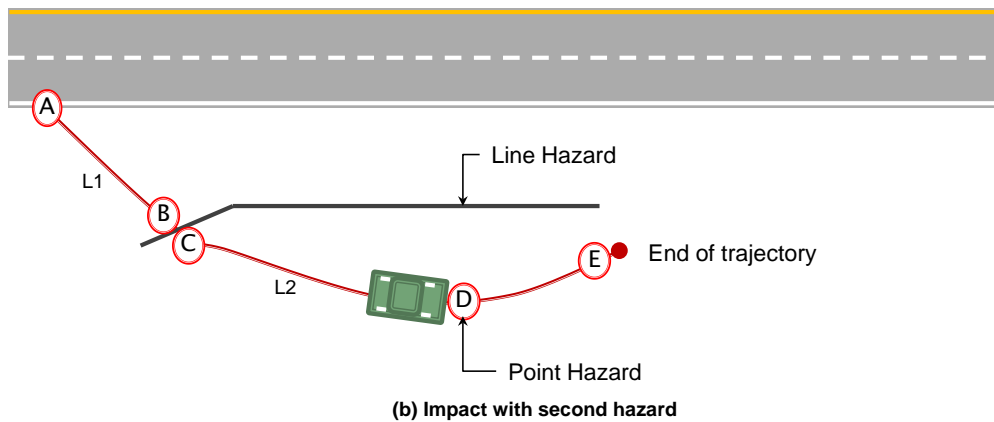 A
Line Hazard
L1
B
C
E
End of trajectory
L2
D
Point Hazard
(b) Impact with second hazard